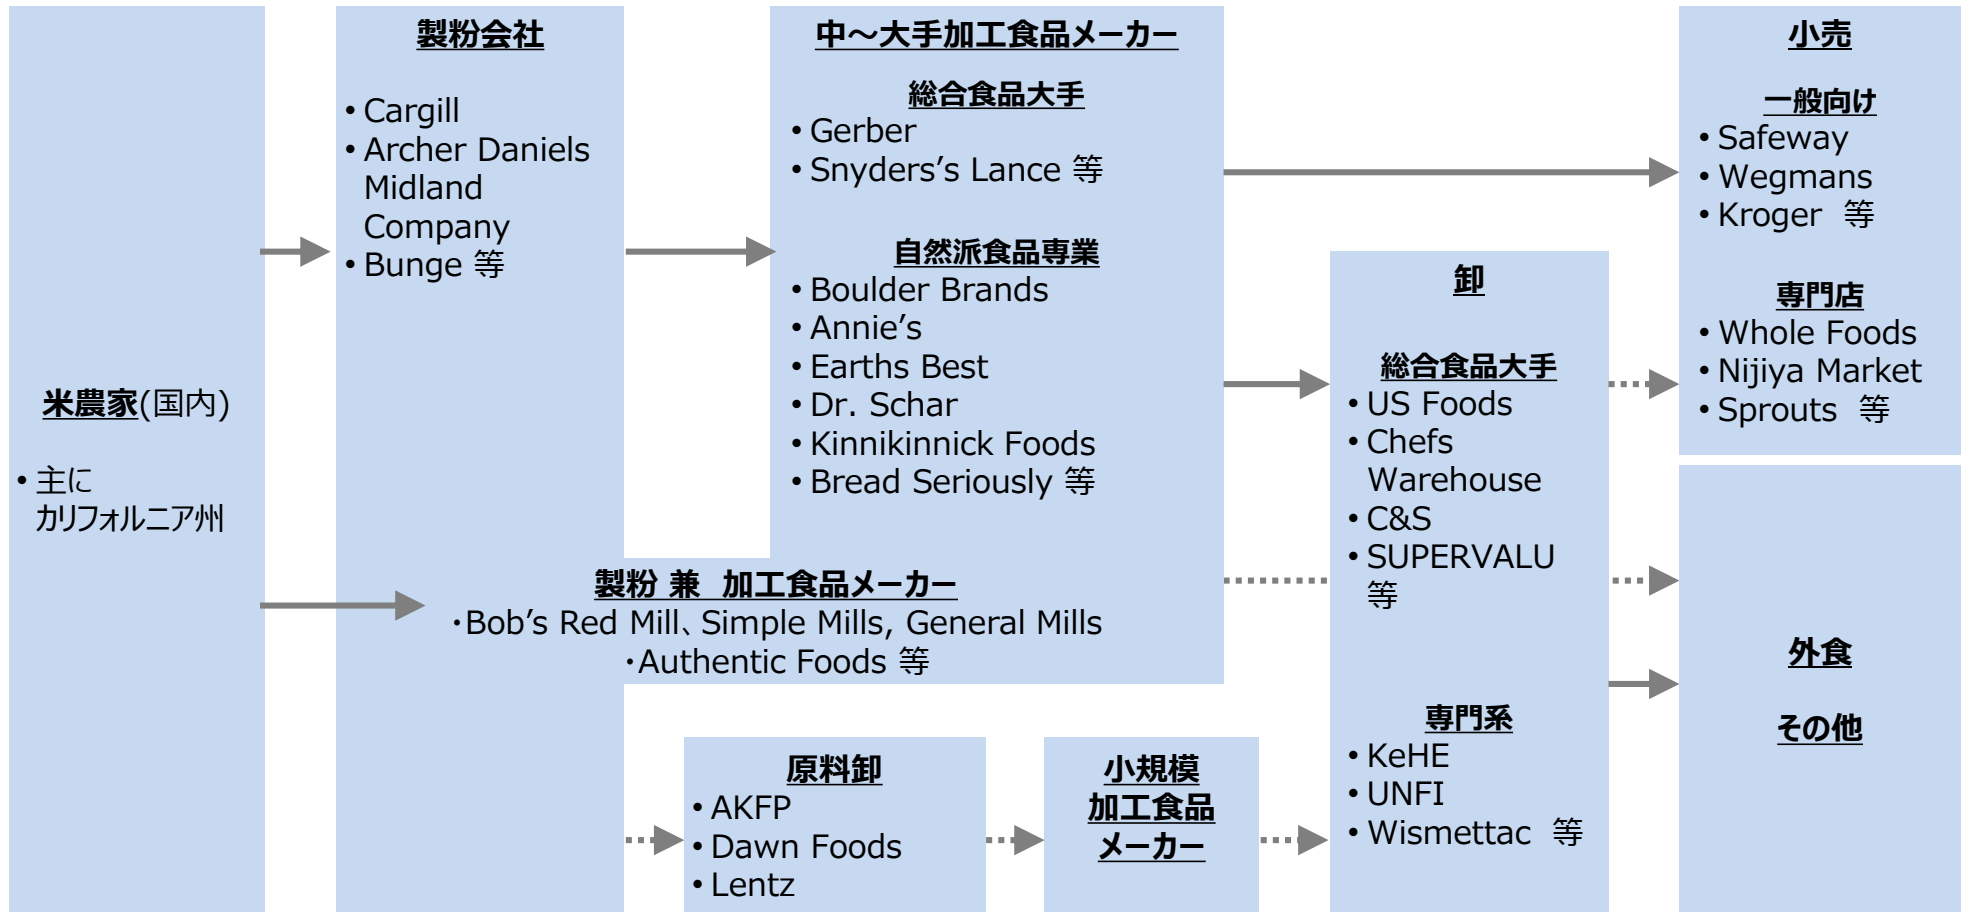 米農家(国内)
• 主に
カリフォルニア州
製粉会社
• Cargill
• Archer Daniels
Midland
Company
• Bunge 等
中～大手加工食品メーカー
総合食品大手
• Gerber
• Snyders’s Lance 等
自然派食品専業
• Boulder Brands
• Annie’s
• Earths Best
• Dr. Schar
• Kinnikinnick Foods
• Bread Seriously 等
製粉 兼 加工食品メーカー
・Bob’s Red Mill、Simple Mills, General Mills
・Authentic Foods 等
原料卸
• AKFP
• Dawn Foods
• Lentz
小規模
加工食品
メーカー
卸
総合食品大手
• US Foods
• Chefs
Warehouse
• C&S
• SUPERVALU
等
専門系
• KeHE
• UNFI
• Wismettac 等
小売
一般向け
• Safeway
• Wegmans
• Kroger 等
専門店
• Whole Foods
• Nijiya Market
• Sprouts 等
外食
その他